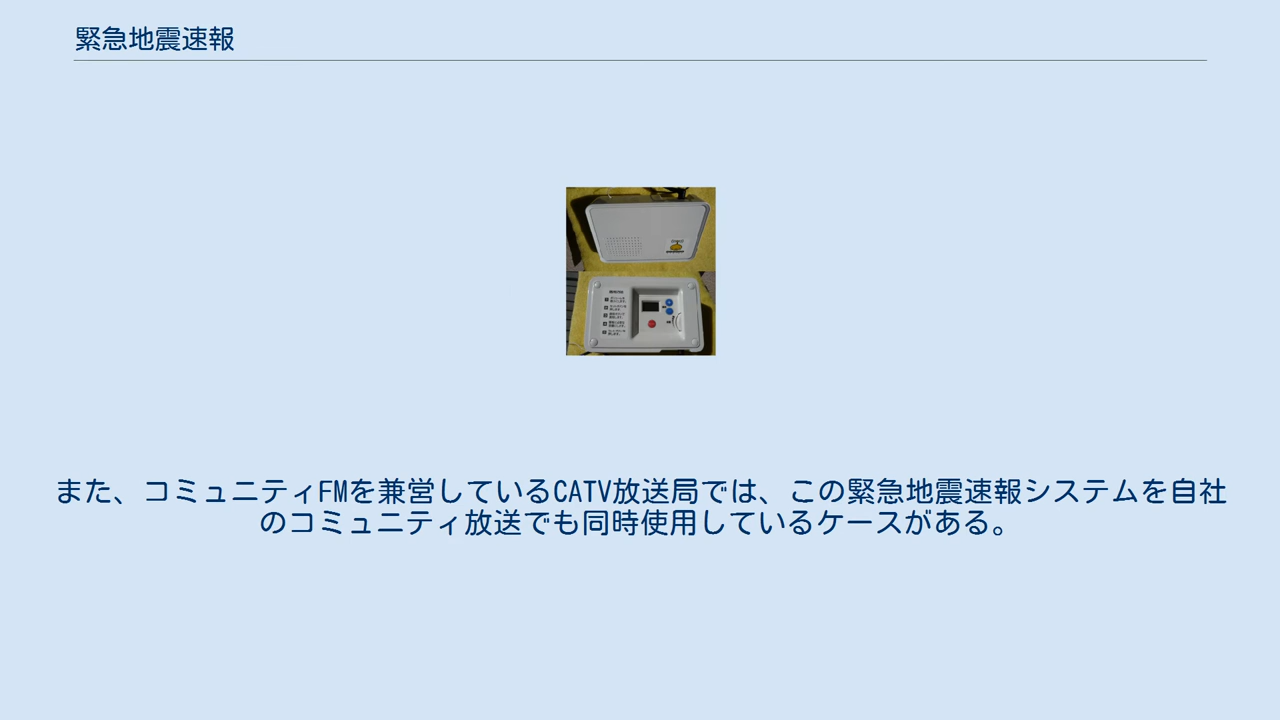 緊急地震速報
また、コミュニティFMを兼営しているCATV放送局では、この緊急地震速報システムを自社
のコミュニティ放送でも同時使用しているケースがある。